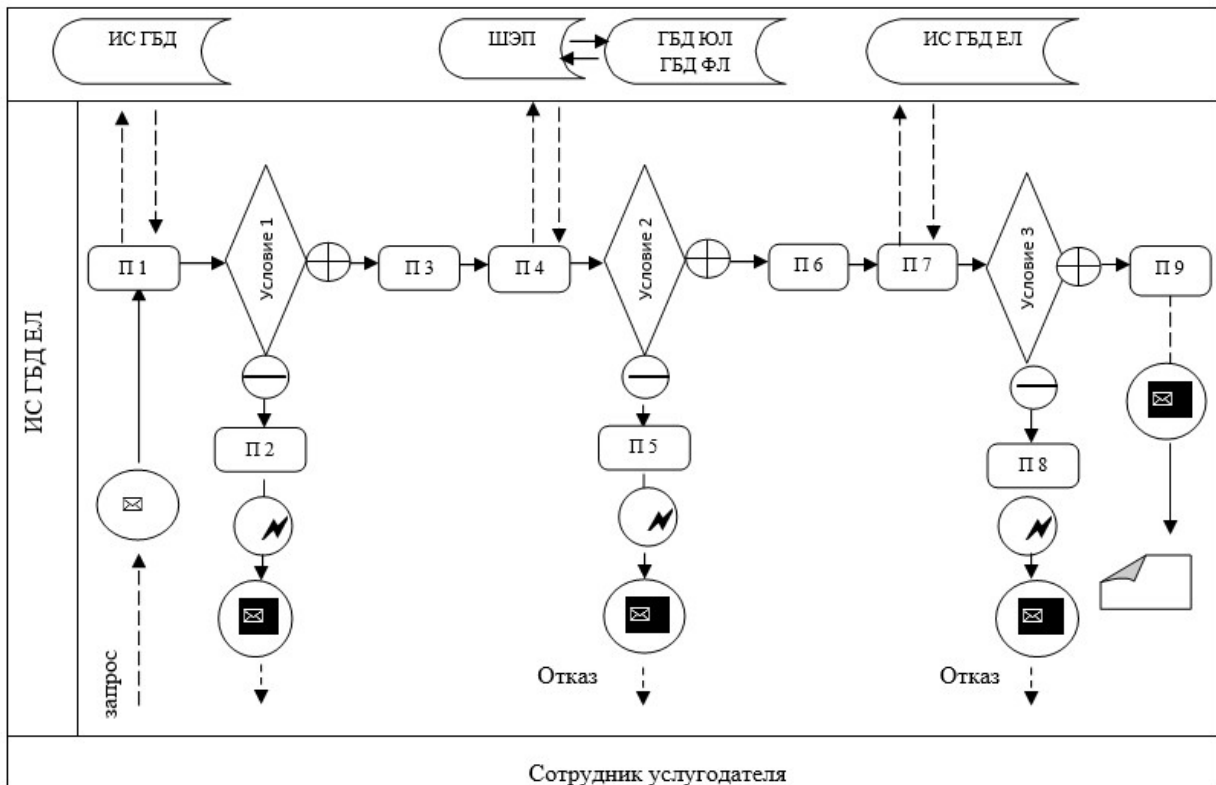 ИС ГБД
ШЭП
ГБД ЮЛ
ГБД ФЛ
ИС ГБД ЕЛ
ИС ГБД ЕЛ
П 1
Условие 1
П 3
П 4
Условие 2
П 6
П 7
Условие 3
П 9
П 2
П 5
П 8
запрос
Отказ
Отказ
Сотрудник услугодателя